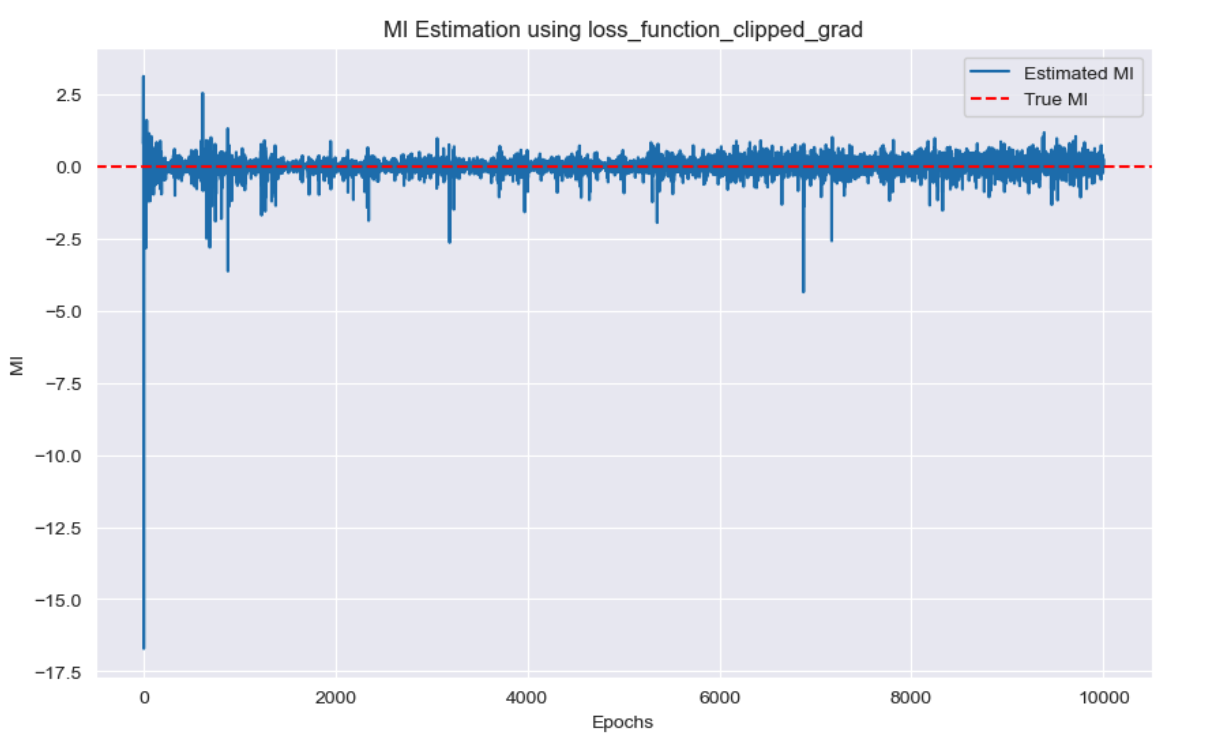 MI Estimation using loss_function_clipped_grad
Estimated MI
True MI
2.5
0.0
−2.5
−5.0
−7.5
−10.0
−12.5
−15.0
−17.5
MI
0 2000 4000 6000 8000 10000
Epochs